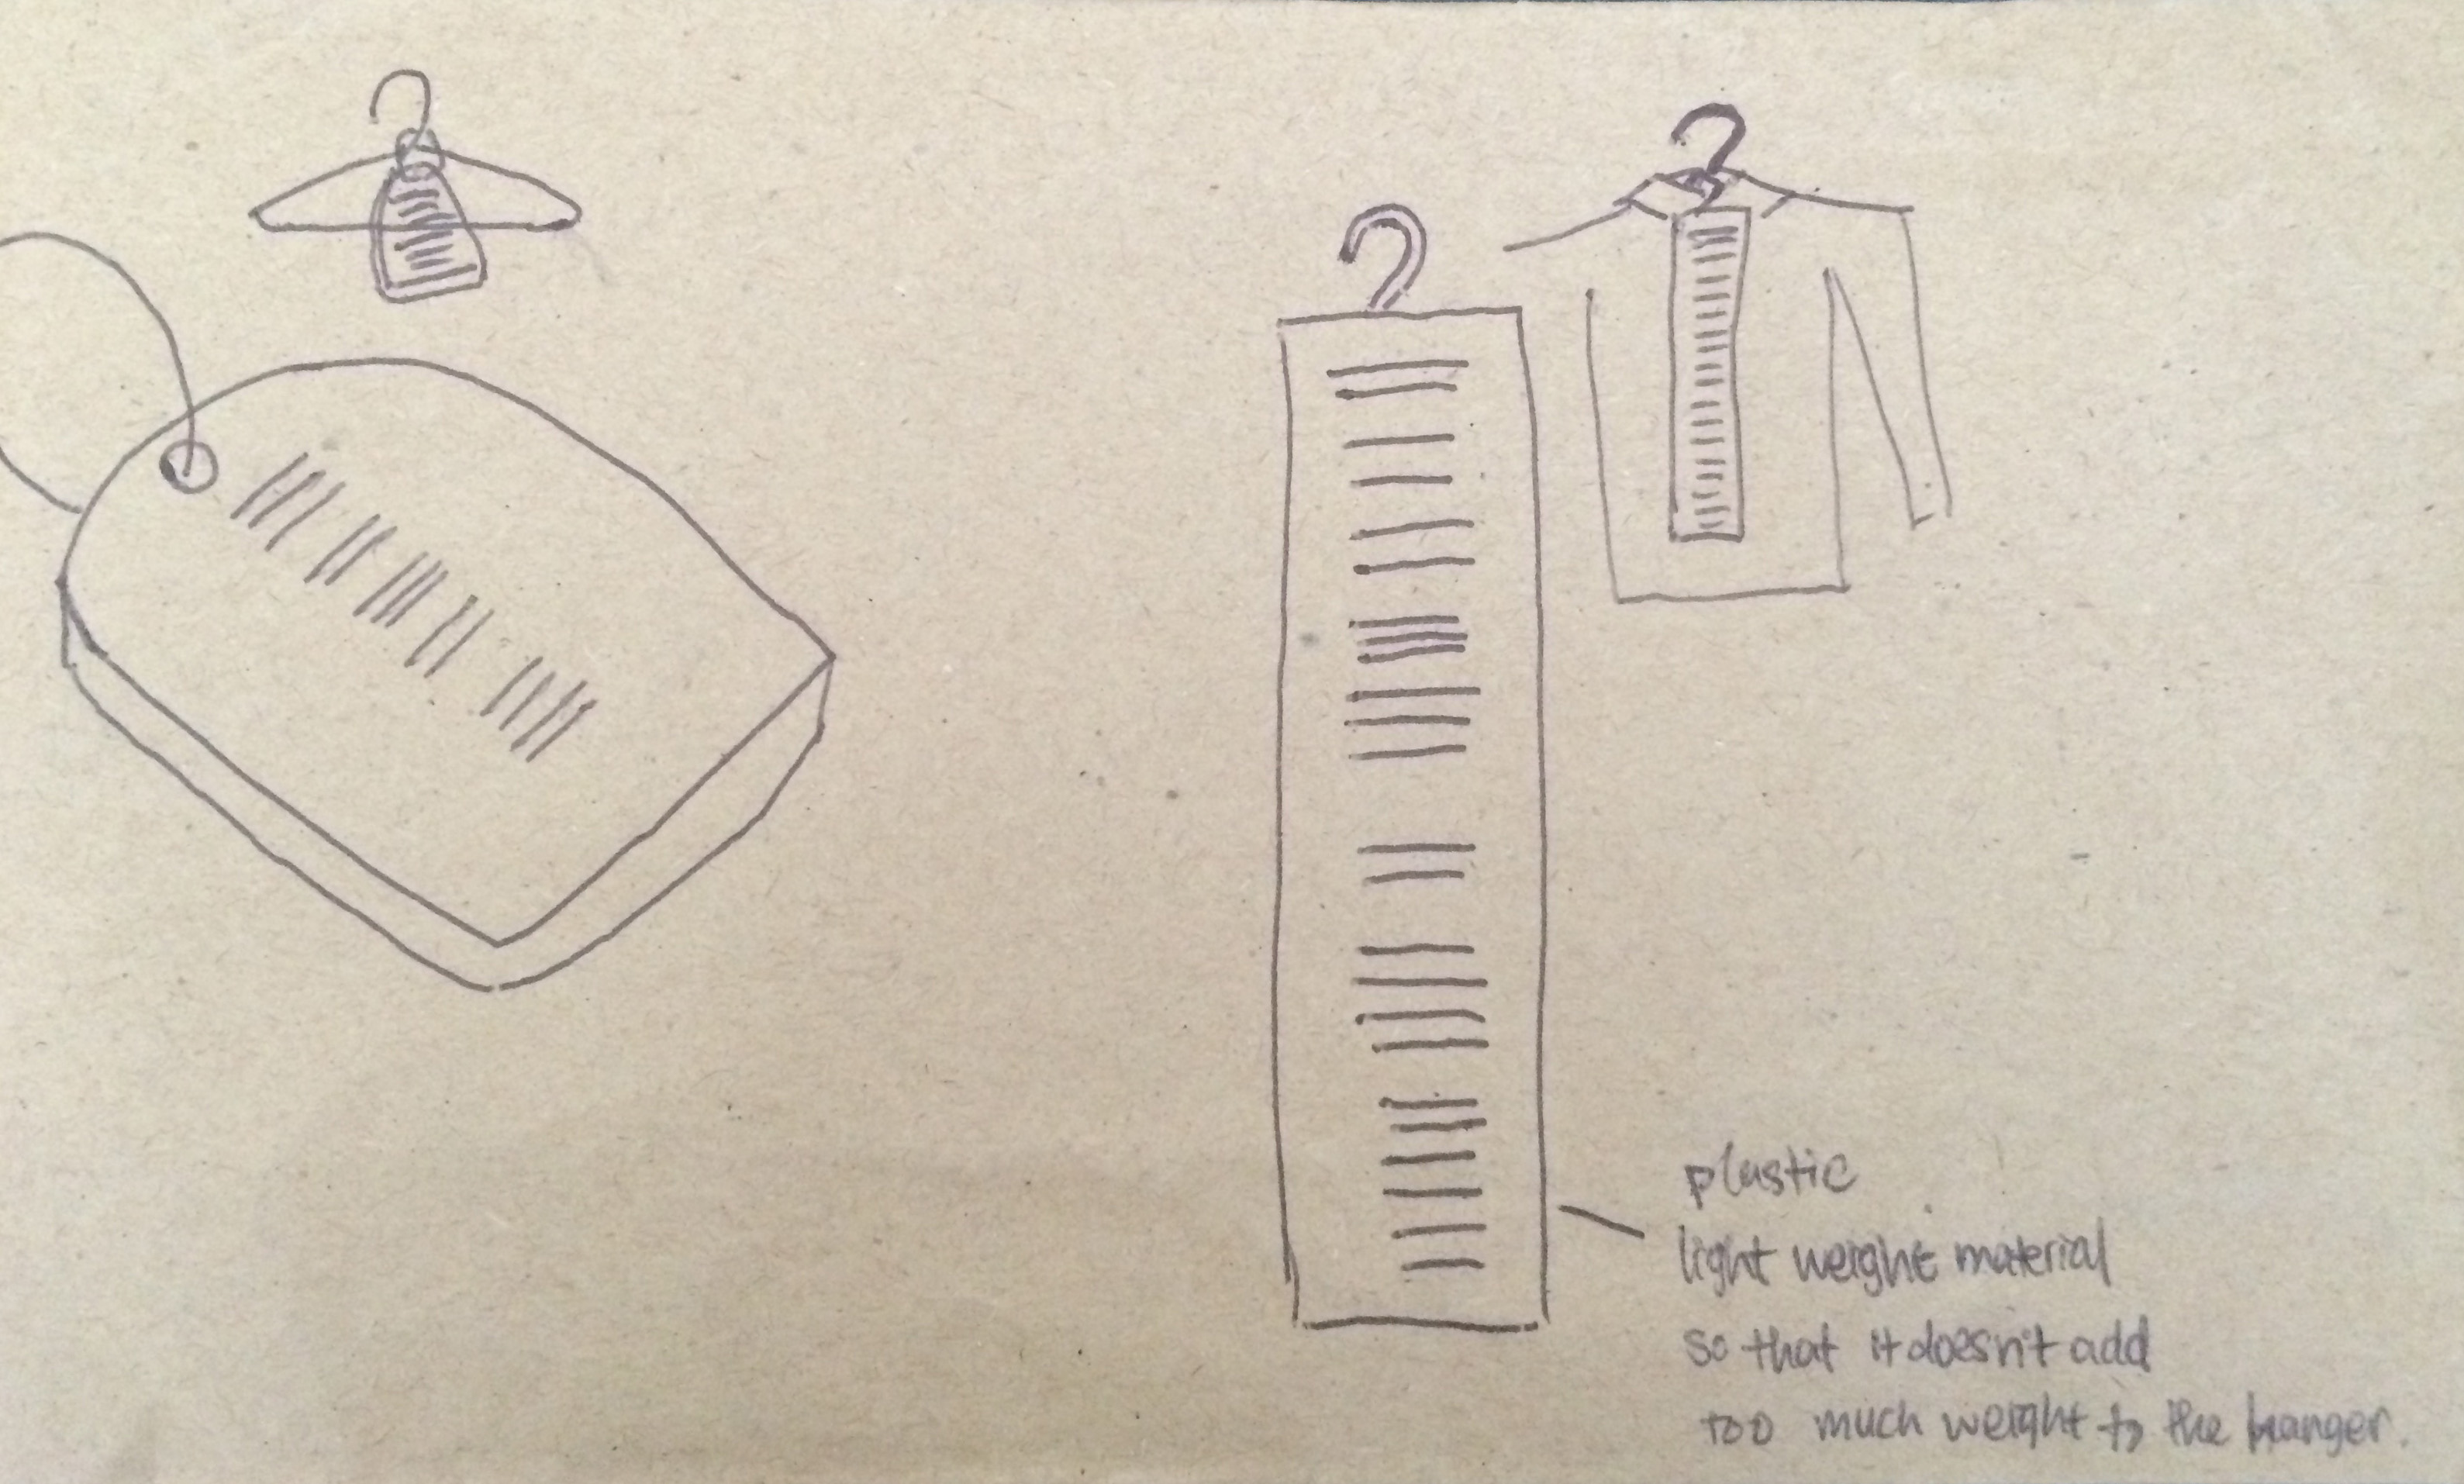 plastic
light weight material
so that it doesn't add
too much weight to the hanger.